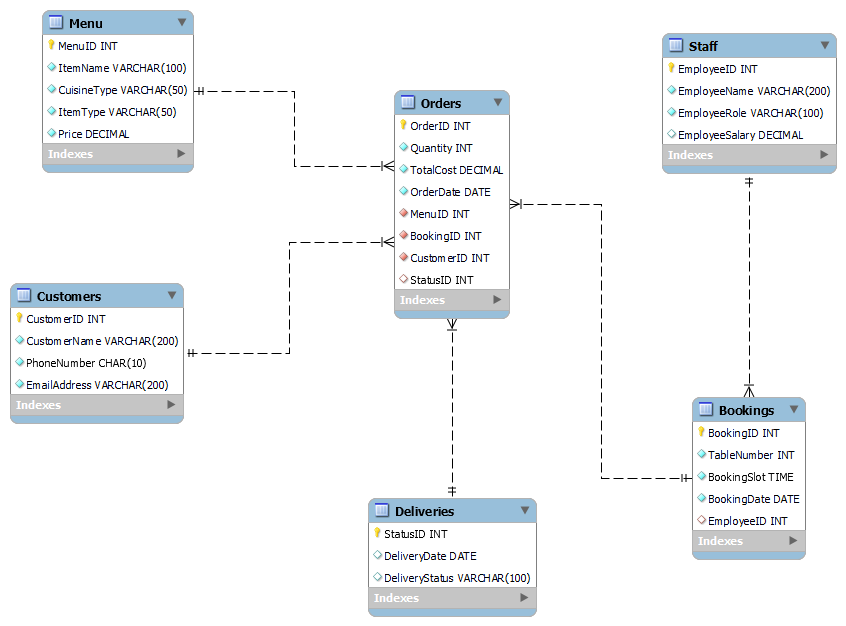 Menu
MenuID INT
ItemName VARCHAR(100)
CuisineType VARCHAR(50)
ItemType VARCHAR(50)
Price DECIMAL
Indexes
Staff
EmployeeID INT
EmployeeName VARCHAR(200)
EmployeeRole VARCHAR(100)
EmployeeSalary DECIMAL
Indexes
Orders
OrderID INT
Quantity INT
TotalCost DECIMAL
OrderDate DATE
MenuID INT
BookingID INT
CustomerID INT
StatusID INT
Indexes
Customers
CustomerID INT
CustomerName VARCHAR(200)
PhoneNumber CHAR(10)
EmailAddress VARCHAR(200)
Indexes
Bookings
BookingID INT
TableNumber INT
BookingSlot TIME
BookingDate DATE
EmployeeID INT
Indexes
Deliveries
StatusID INT
DeliveryDate DATE
DeliveryStatus VARCHAR(100)
Indexes